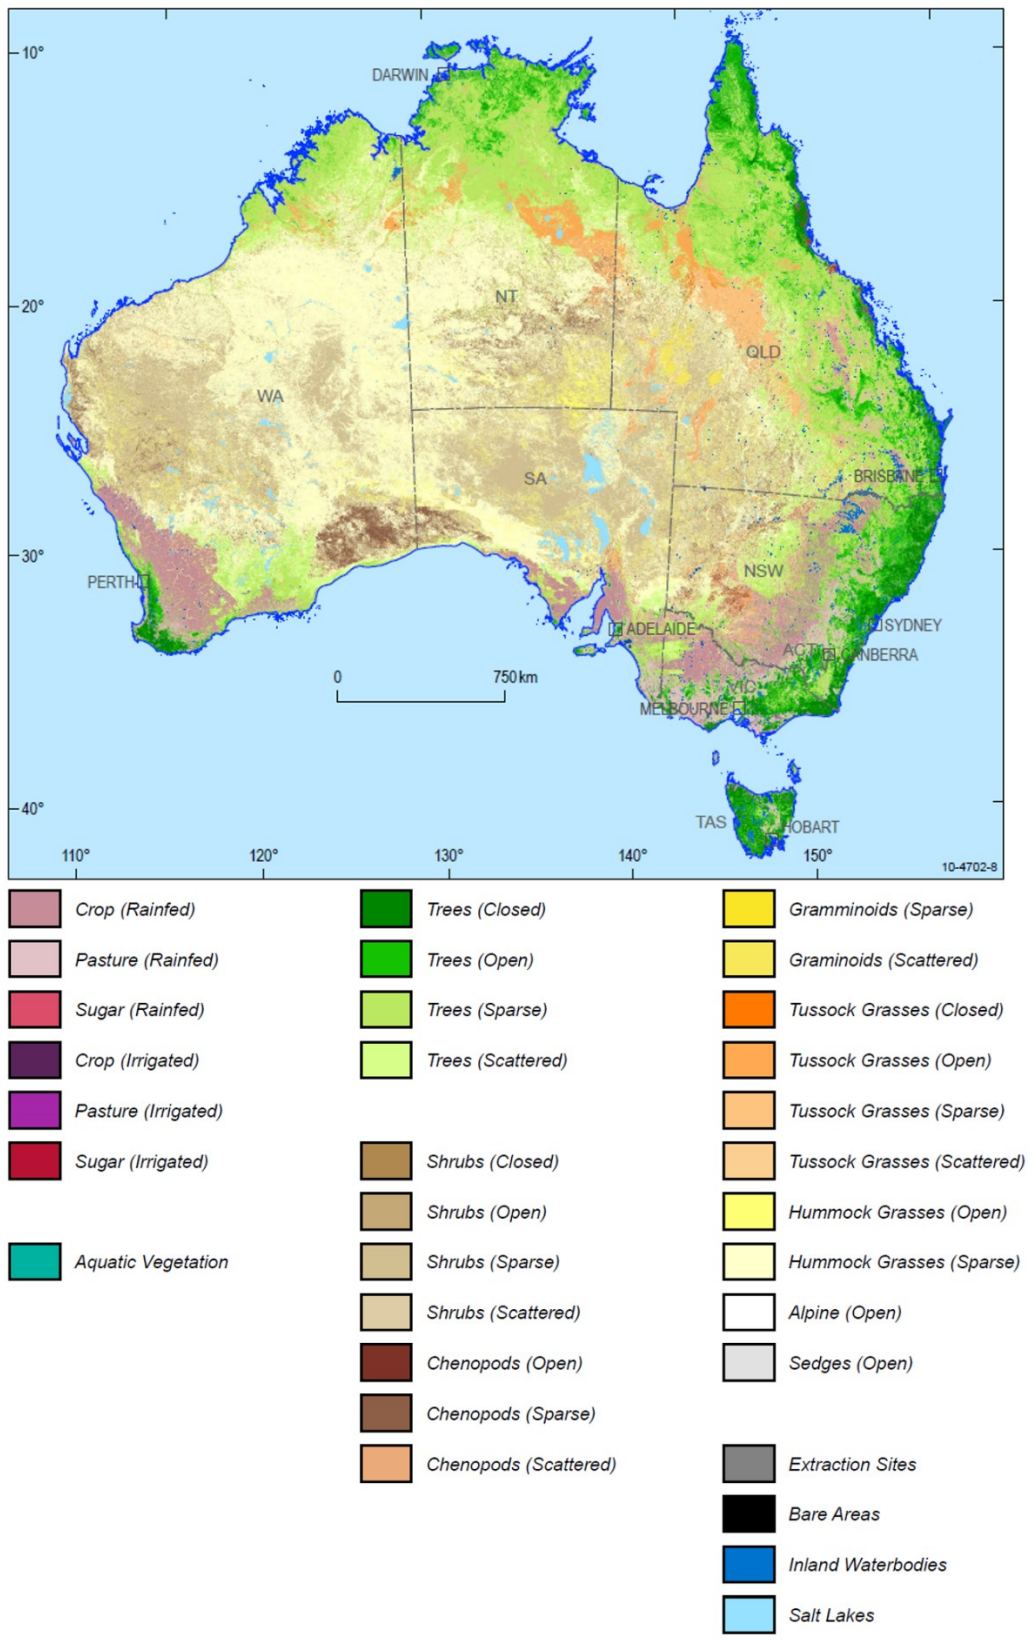 10°
DARWIN
NT
20°
QLD
WA
BRISBANE
SA
30°
NSW
PERTH
SYDNEY
ADELAIDE
ACT
CANBERRA
0
750 km
VIC
MELBOURNE
40°
TAS
HOBART
110°
120°
130°
140°
150°
10-4702-8
Crop (Rainfed)
Pasture (Rainfed)
Sugar (Rainfed)
Crop (Irrigated)
Pasture (Irrigated)
Sugar (Irrigated)
Aquatic Vegetation
Trees (Closed)
Trees (Open)
Trees (Sparse)
Trees (Scattered)
Shrubs (Closed)
Shrubs (Open)
Shrubs (Sparse)
Shrubs (Scattered)
Chenopods (Open)
Chenopods (Sparse)
Chenopods (Scattered)
Gramminoids (Sparse)
Graminoids (Scattered)
Tussock Grasses (Closed)
Tussock Grasses (Open)
Tussock Grasses (Sparse)
Tussock Grasses (Scattered)
Hummock Grasses (Open)
Hummock Grasses (Sparse)
Alpine (Open)
Sedges (Open)
Extraction Sites
Bare Areas
Inland Waterbodies
Salt Lakes